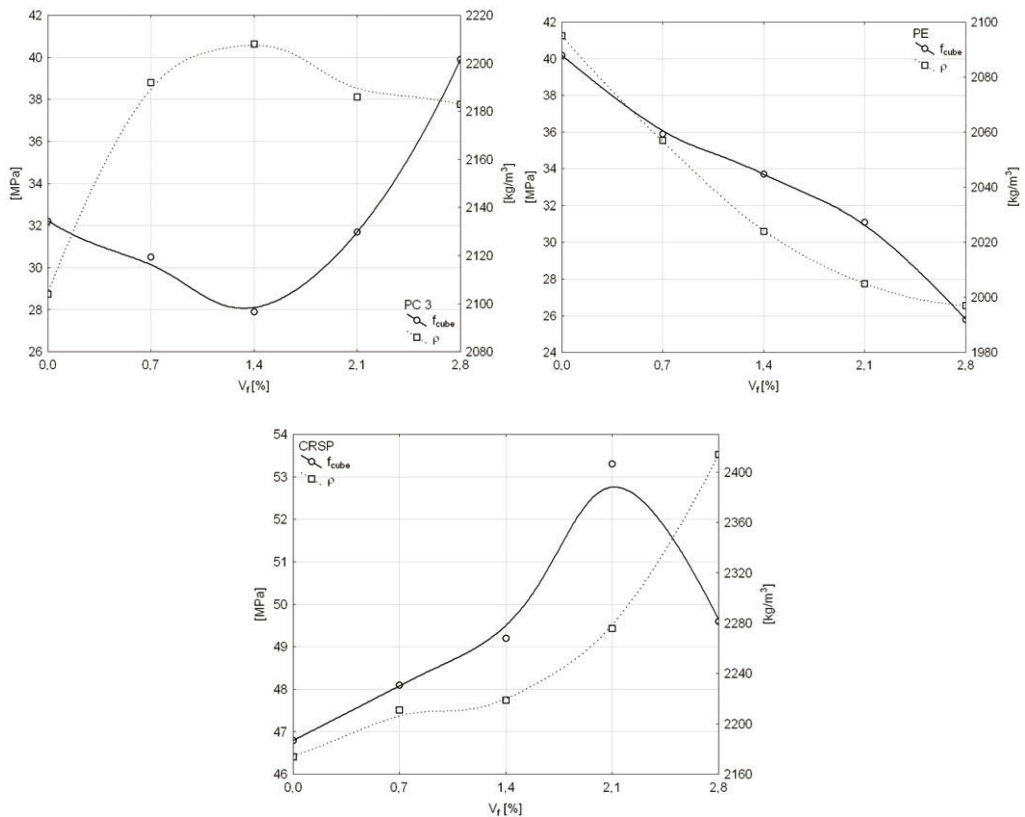 42
40
38
36
34
32
30
28
26
[MPa]
2220
2200
2180
2160
2140
2120
2100
2080
[kg/m³]
PC 3
f_cube
ρ
0,0 0,7 1,4 2,1 2,8
V_f [%]
42
40
36
34
31
30
28
26
24
[MPa]
2100
2080
2060
2040
2020
2000
1980
[kg/m³]
PE
f_cube
ρ
0,0 0,7 1,4 2,1 2,8
V_f [%]
54
53
52
51
50
49
48
47
46
[MPa]
2400
2360
2320
2280
2240
2200
2160
[kg/m³]
CRSP
f_cube
ρ
0,0 0,7 1,4 2,1 2,8
V_f [%]